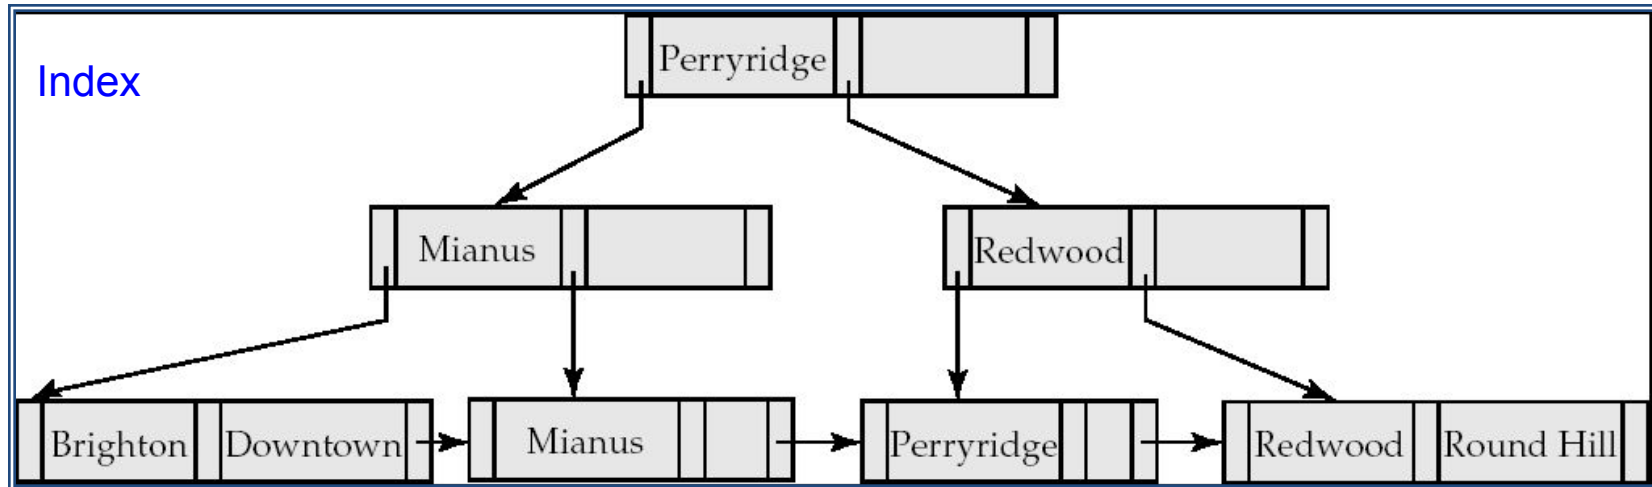 Index
Perryridge
Mianus
Redwood
Brighton
Downtown
Mianus
Perryridge
Redwood
Round Hill